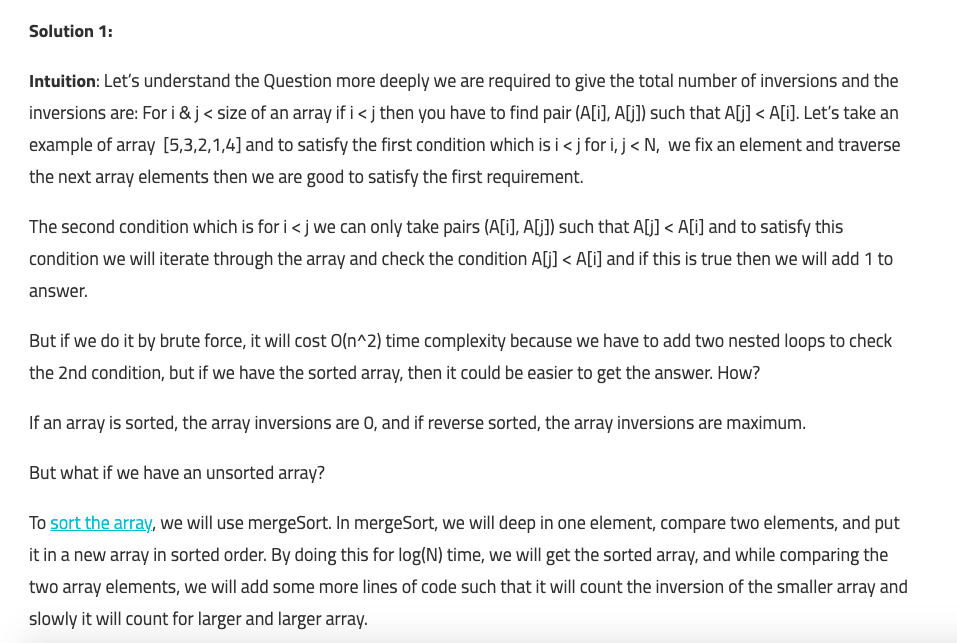 Solution 1:
Intuition: Let’s understand the Question more deeply we are required to give the total number of inversions and the
inversions are: For i & j < size of an array if i < j then you have to find pair (A[i], A[j]) such that A[j] < A[i]. Let’s take an
example of array  [5,3,2,1,4] and to satisfy the first condition which is i < j for i, j < N,  we fix an element and traverse
the next array elements then we are good to satisfy the first requirement.
The second condition which is for i < j we can only take pairs (A[i], A[j]) such that A[j] < A[i] and to satisfy this
condition we will iterate through the array and check the condition A[j] < A[i] and if this is true then we will add 1 to
answer.
But if we do it by brute force, it will cost O(n^2) time complexity because we have to add two nested loops to check
the 2nd condition, but if we have the sorted array, then it could be easier to get the answer. How?
If an array is sorted, the array inversions are 0, and if reverse sorted, the array inversions are maximum.
But what if we have an unsorted array?
To sort the array, we will use mergeSort. In mergeSort, we will deep in one element, compare two elements, and put
it in a new array in sorted order. By doing this for log(N) time, we will get the sorted array, and while comparing the
two array elements, we will add some more lines of code such that it will count the inversion of the smaller array and
slowly it will count for larger and larger array.